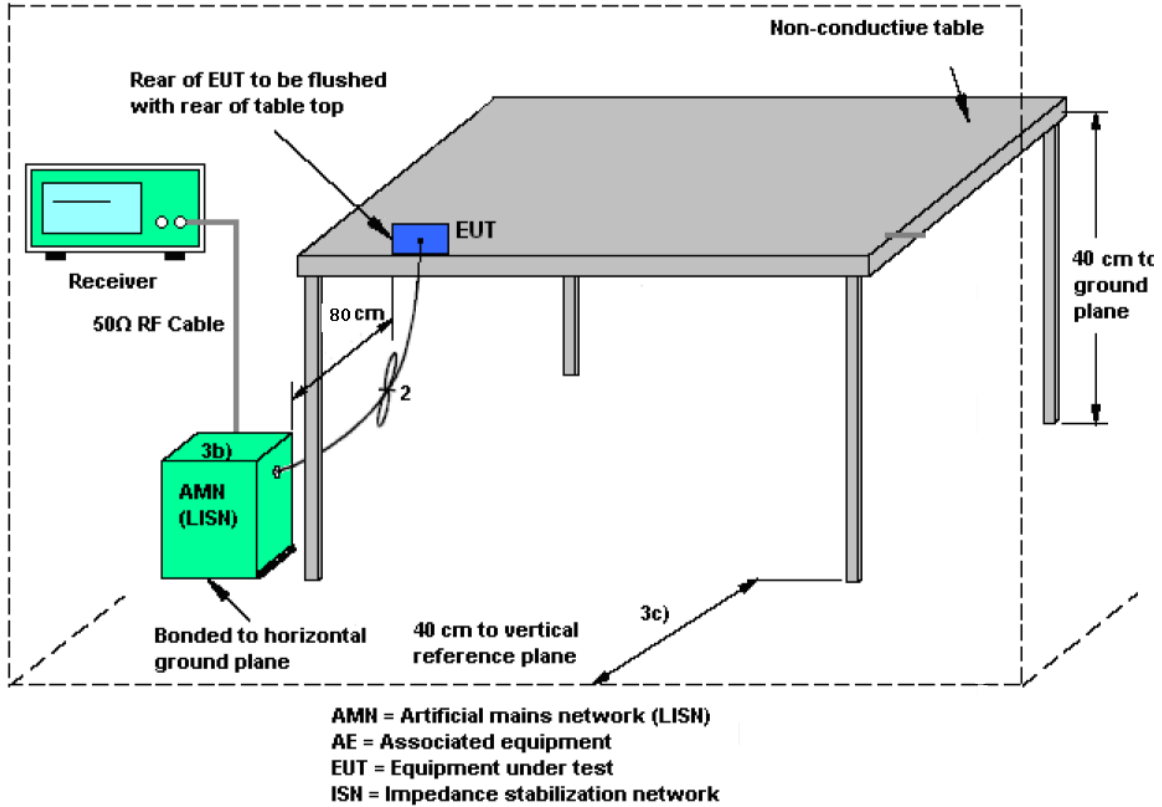 Non-conductive table
Rear of EUT to be flushed
with rear of table top
EUT
Receiver
40 cm to
ground
plane
80 cm
50Ω RF Cable
2
3b)
AMN
(LISN)
3c)
Bonded to horizontal
ground plane
40 cm to vertical
reference plane
AMN = Artificial mains network (LISN)
AE = Associated equipment
EUT = Equipment under test
ISN = Impedance stabilization network